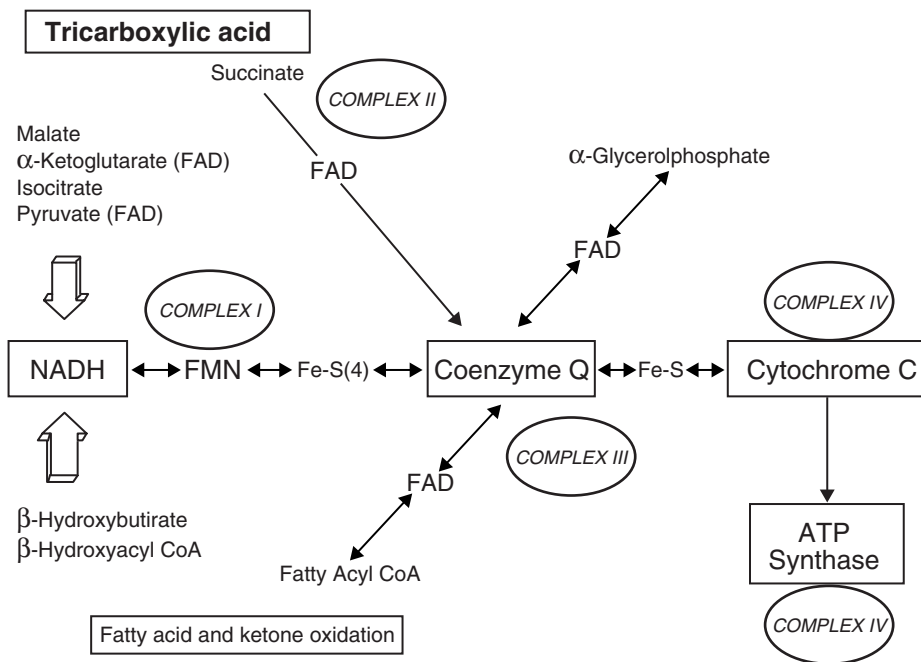 Tricarboxylic acid
Succinate
COMPLEX II
Malate
α-Ketoglutarate (FAD)
Isocitrate
Pyruvate (FAD)
FAD
α-Glycerolphosphate
FAD
COMPLEX I
COMPLEX IV
NADH
FMN
Fe-S(4)
Coenzyme Q
Fe-S
Cytochrome C
COMPLEX III
FAD
β-Hydroxybutirate
β-Hydroxyacyl CoA
Fatty Acyl CoA
ATP
Synthase
COMPLEX IV
Fatty acid and ketone oxidation